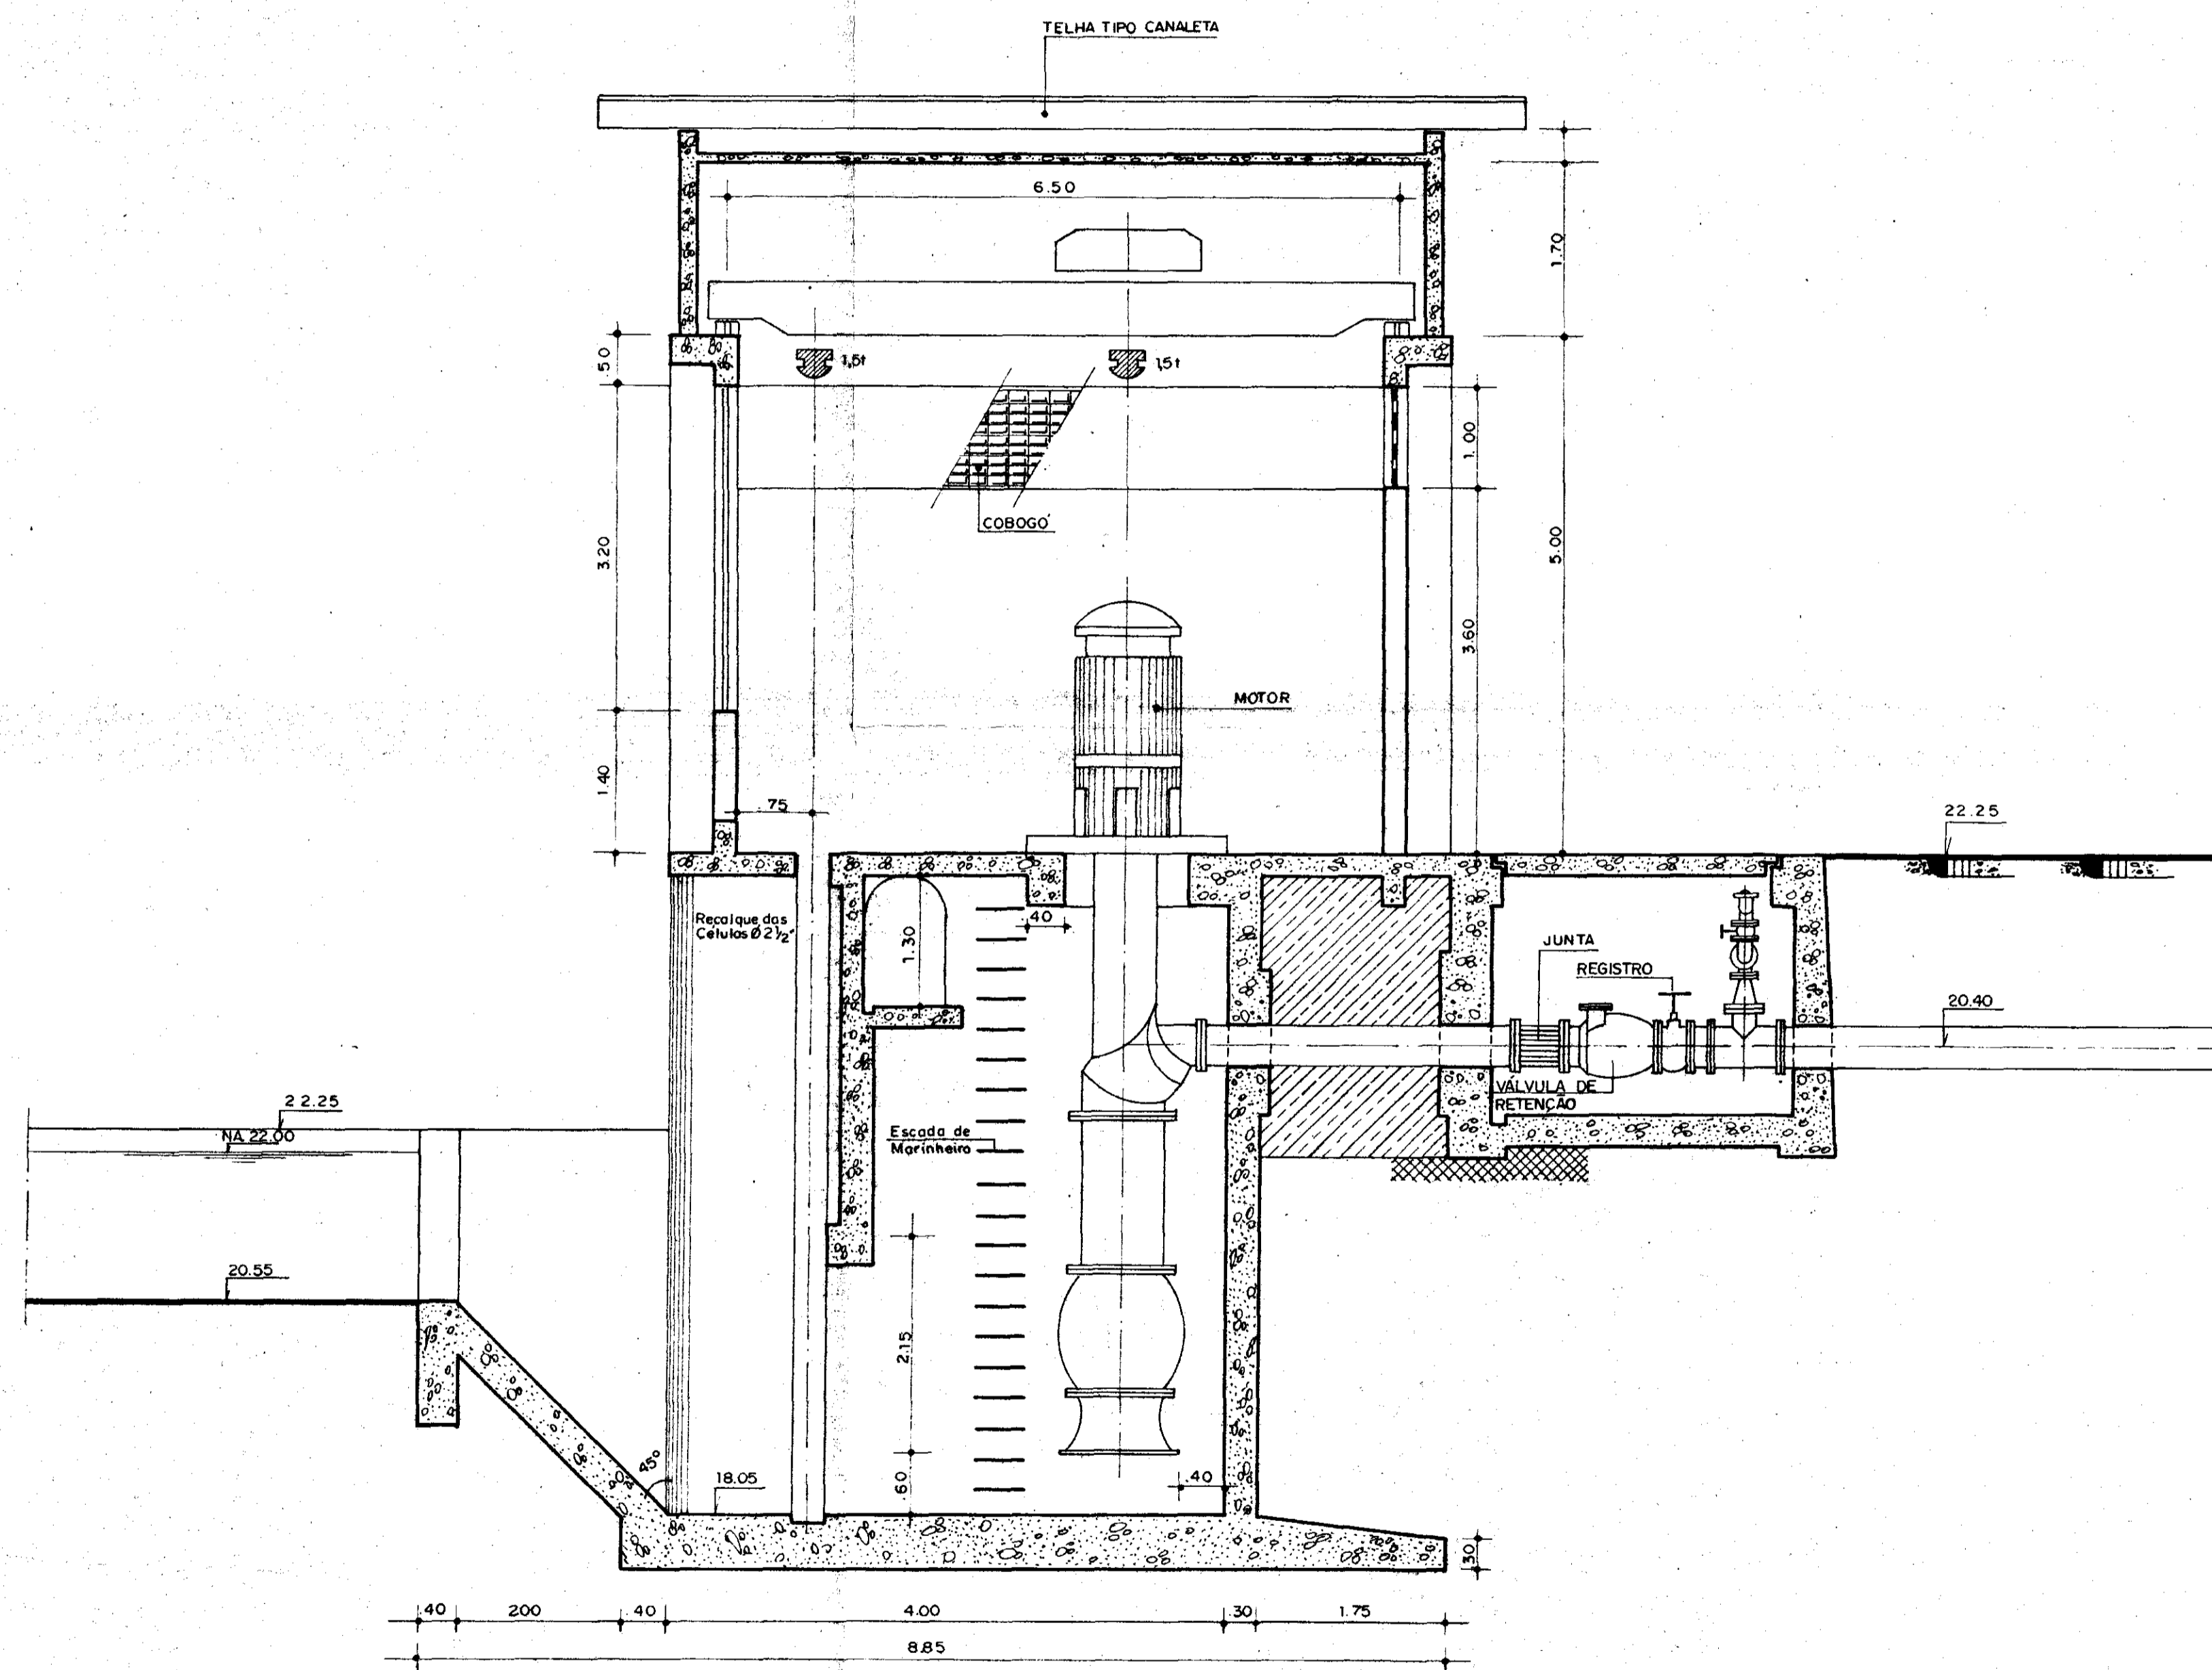 TELHA TIPO CANALETA
6.50
1.70
.50
1,5t
1,5t
1.00
COBOGÓ
3.20
5.00
3.60
MOTOR
1.40
.75
22.25
Recalque das
Células Ø 2½"
.40
1.30
JUNTA
REGISTRO
20.40
VÁLVULA DE
RETENÇÃO
22.25
NA 22.00
Escada de
Marinheiro
20.55
2.15
45º
18.05
.60
.40
.30
.40
200
.40
4.00
.30
1.75
8.85